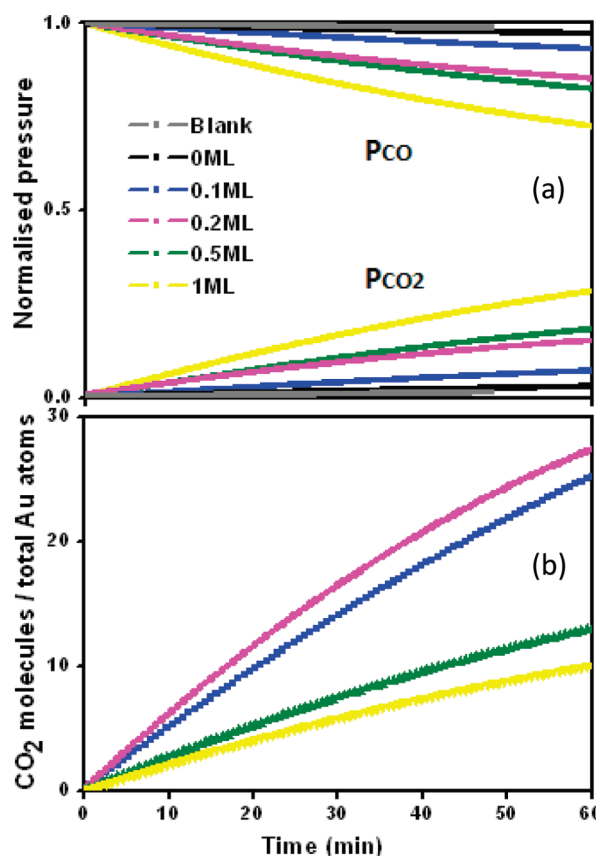 1.0
Blank
0ML
0.1ML
0.2ML
0.5ML
1ML
PCO
(a)
0.5
PCO2
0.0
Normalised pressure
30
20
10
0
CO2 molecules / total Au atoms
(b)
0 10 20 30 40 50 60
Time (min)